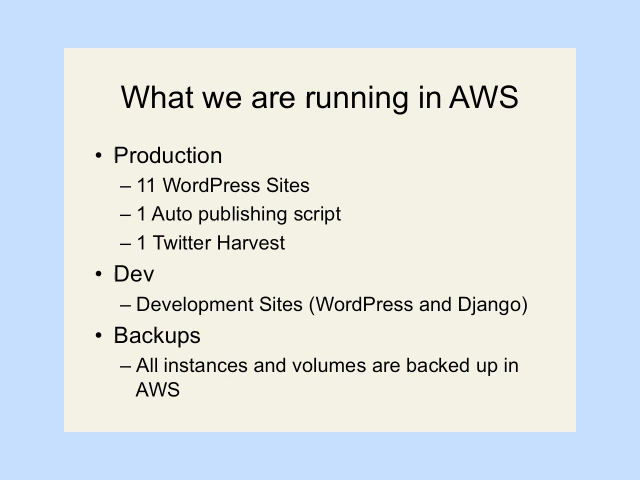 What we are running in AWS
• Production
– 11 WordPress Sites
– 1 Auto publishing script
– 1 Twitter Harvest
• Dev
– Development Sites (WordPress and Django)
• Backups
– All instances and volumes are backed up in
AWS